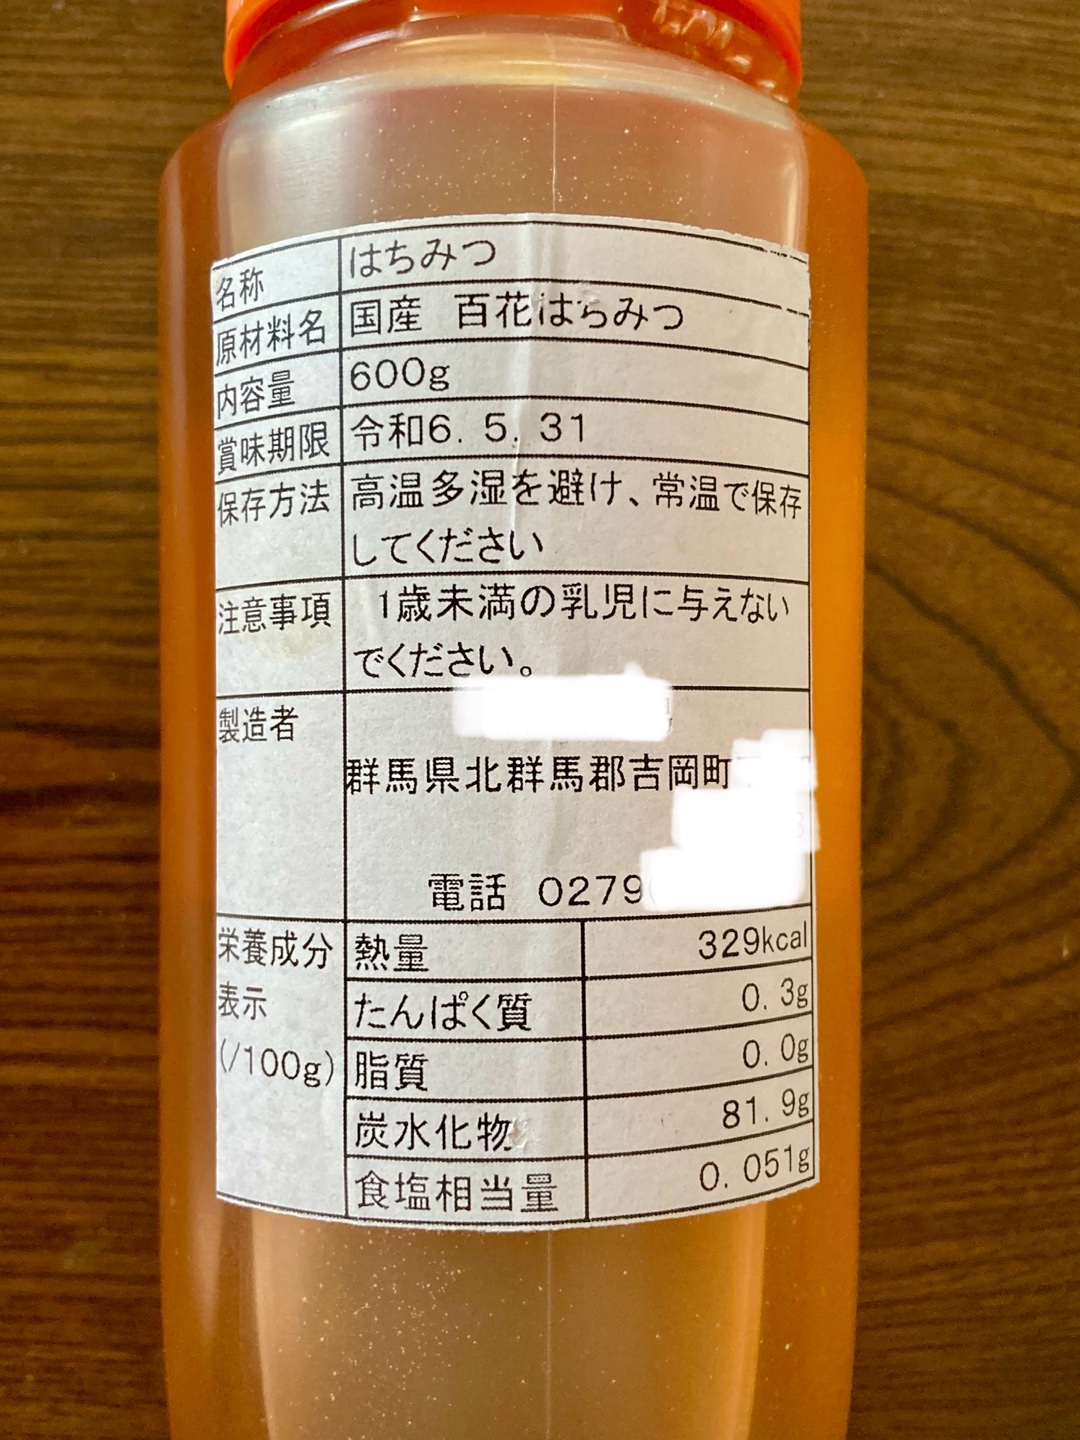 名称 はちみつ
原材料名 国産 百花はちみつ
内容量 600g
賞味期限 令和6. 5. 31
保存方法 高温多湿を避け、常温で保存
してください
注意事項 1歳未満の乳児に与えない
でください。
製造者
群馬県北群馬郡吉岡町
電話 0279
栄養成分 熱量 329kcal
表示 たんぱく質 0. 3g
(/100g) 脂質 0. 0g
炭水化物 81. 9g
食塩相当量 0. 051g